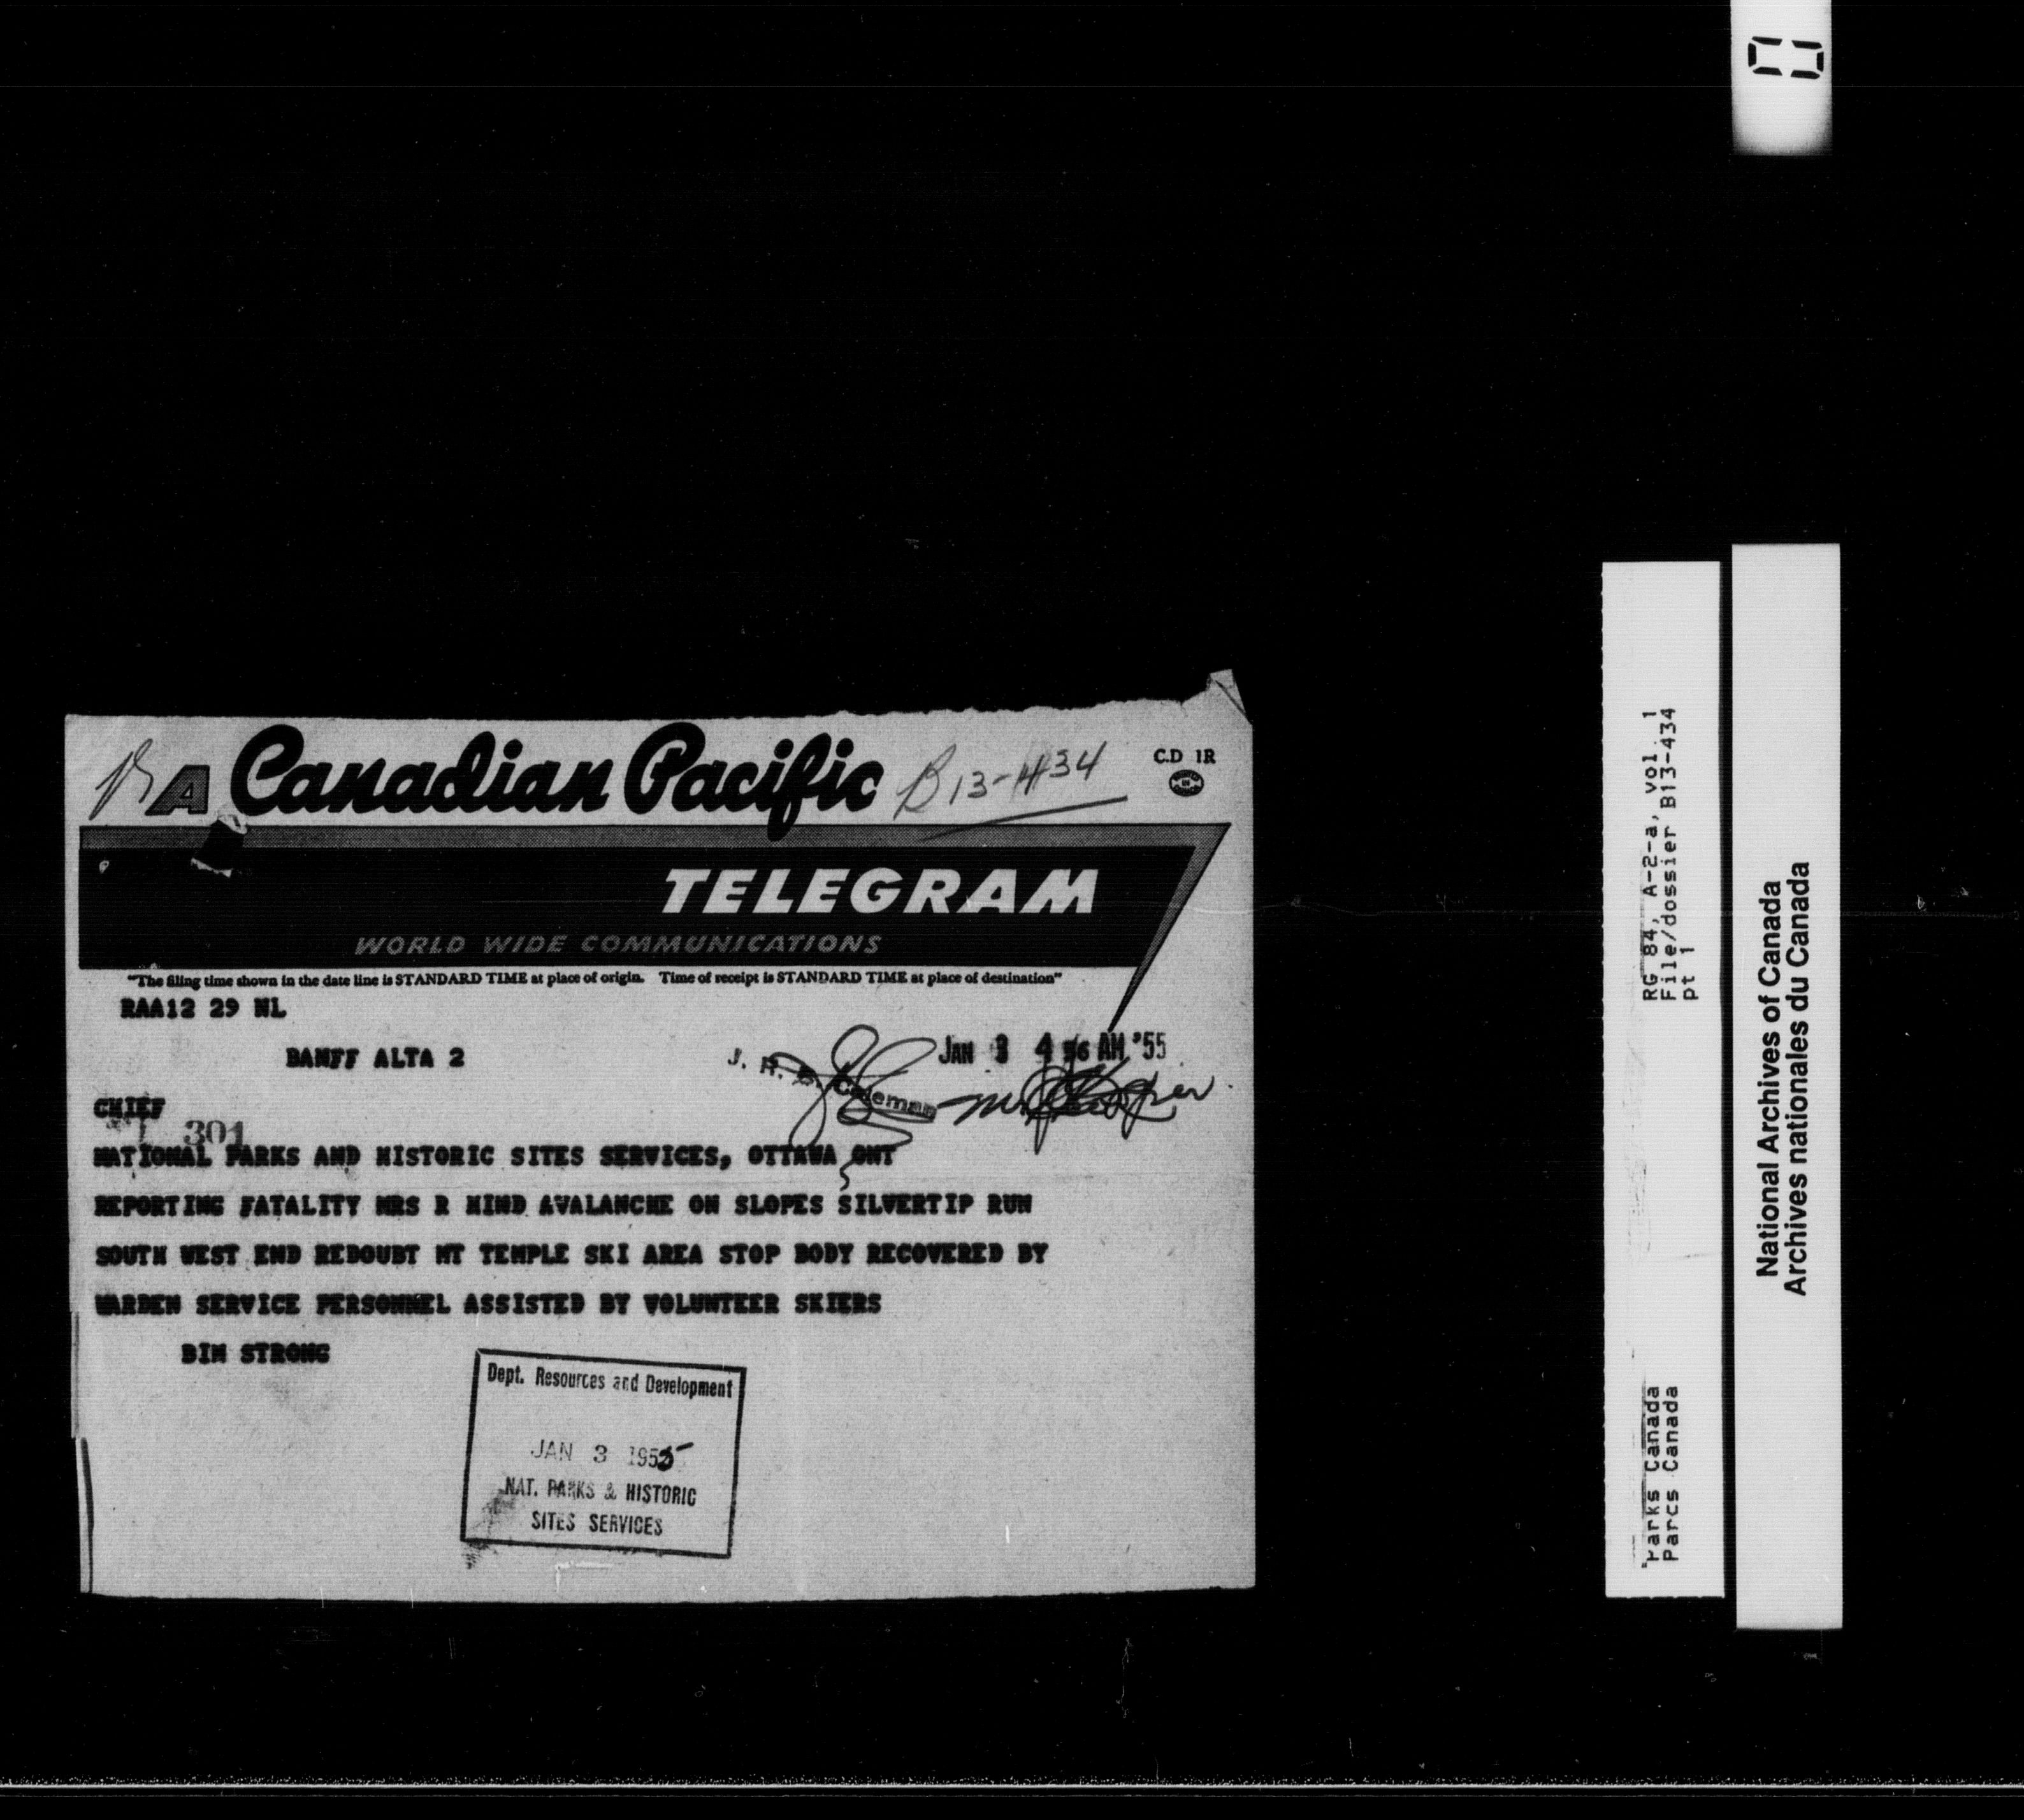 A Canadian Pacific B13-434
C.D 1R
TELEGRAM
WORLD WIDE COMMUNICATIONS
"The filing time shown in the date line is STANDARD TIME at place of origin. Time of receipt is STANDARD TIME at place of destination"
RAA12 29 NL
BANFF ALTA 2
JAN 3 4 56 AM '55
J. R. B. Coleman
CHIEF
301
NATIONAL PARKS AND HISTORIC SITES SERVICES, OTTAWA ONT
REPORTING FATALITY MRS R HIND AVALANCHE ON SLOPES SILVERTIP RUN
SOUTH WEST END REDOUBT MT TEMPLE SKI AREA STOP BODY RECOVERED BY
WARDEN SERVICE PERSONNEL ASSISTED BY VOLUNTEER SKIERS
BIM STRONG
Dept. Resources and Development
JAN 3 1955
NAT. PARKS & HISTORIC
SITES SERVICES
RG 84, A-2-a, vol. 1
File/dossier B13-434
pt 1
Parks Canada
Parcs Canada
National Archives of Canada
Archives nationales du Canada